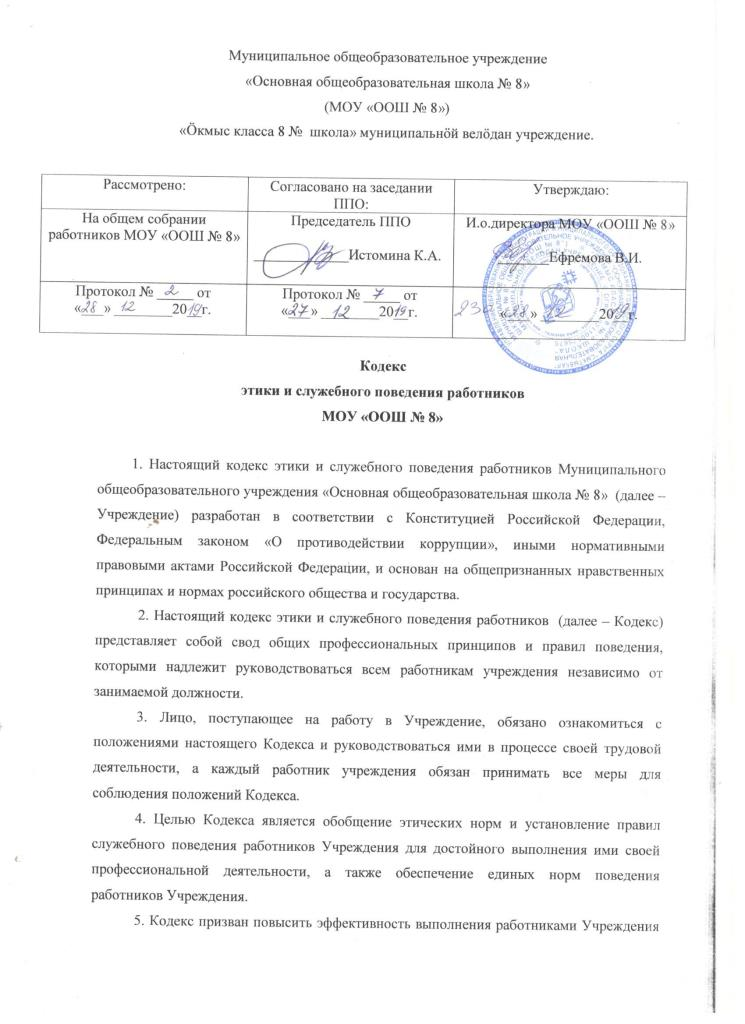 Муниципальное общеобразовательное учреждение
«Основная общеобразовательная школа № 8»
(МОУ «ООШ № 8»)
«Öкмыс класса 8 № школа» муниципальнöй велöдан учреждение.
Рассмотрено:
Согласовано на заседании
ППО:
Утверждаю:
На общем собрании
работников МОУ «ООШ № 8»
Председатель ППО
Истомина К.А.
И.о.директора МОУ «ООШ № 8»
Ефремова В.И.
Протокол № 2 от
«28» 12 2019г.
Протокол № 7 от
«27» 12 2019г.
«28» 12 2019г.
Кодекс
этики и служебного поведения работников
МОУ «ООШ № 8»
1. Настоящий кодекс этики и служебного поведения работников Муниципального
общеобразовательного учреждения «Основная общеобразовательная школа № 8» (далее –
Учреждение) разработан в соответствии с Конституцией Российской Федерации,
Федеральным законом «О противодействии коррупции», иными нормативными
правовыми актами Российской Федерации, и основан на общепризнанных нравственных
принципах и нормах российского общества и государства.
2. Настоящий кодекс этики и служебного поведения работников (далее – Кодекс)
представляет собой свод общих профессиональных принципов и правил поведения,
которыми надлежит руководствоваться всем работникам учреждения независимо от
занимаемой должности.
3. Лицо, поступающее на работу в Учреждение, обязано ознакомиться с
положениями настоящего Кодекса и руководствоваться ими в процессе своей трудовой
деятельности, а каждый работник учреждения обязан принимать все меры для
соблюдения положений Кодекса.
4. Целью Кодекса является обобщение этических норм и установление правил
служебного поведения работников Учреждения для достойного выполнения ими своей
профессиональной деятельности, а также обеспечение единых норм поведения
работников Учреждения.
5. Кодекс призван повысить эффективность выполнения работниками Учреждения